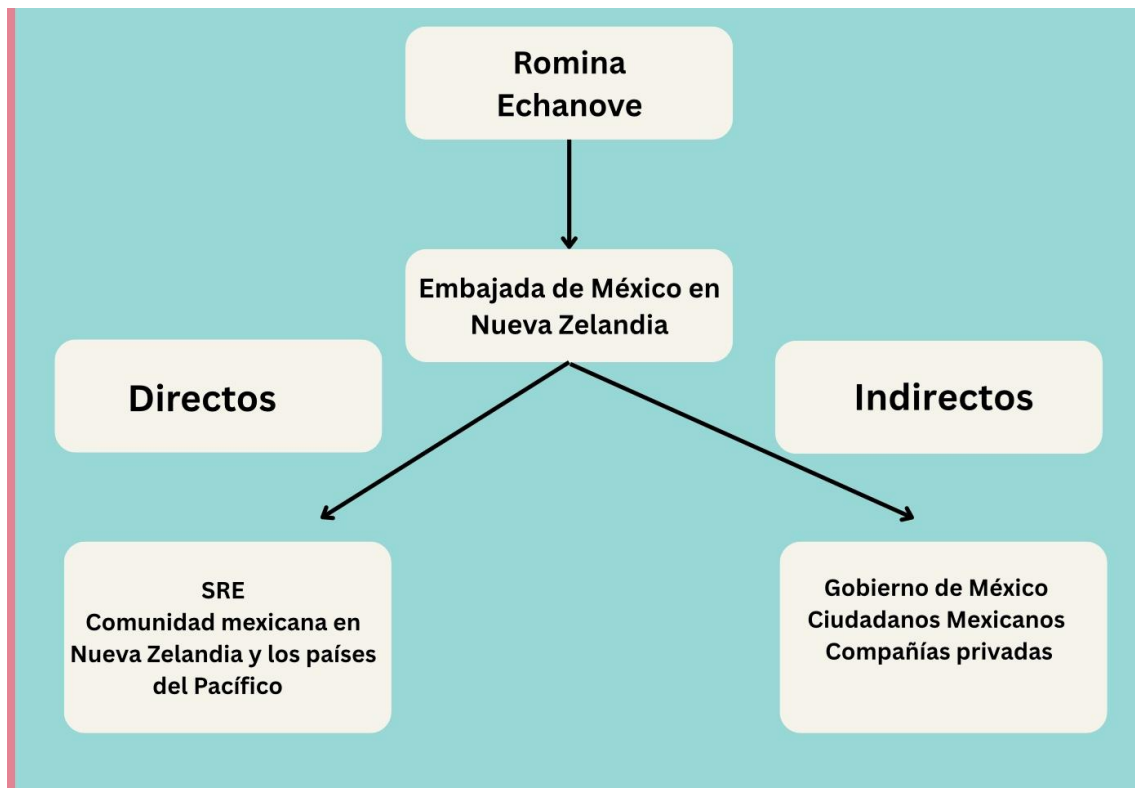 Romina
Echanove
Embajada de México en
Nueva Zelandia
Directos
Indirectos
SRE
Comunidad mexicana en
Nueva Zelandia y los países
del Pacífico
Gobierno de México
Ciudadanos Mexicanos
Compañías privadas